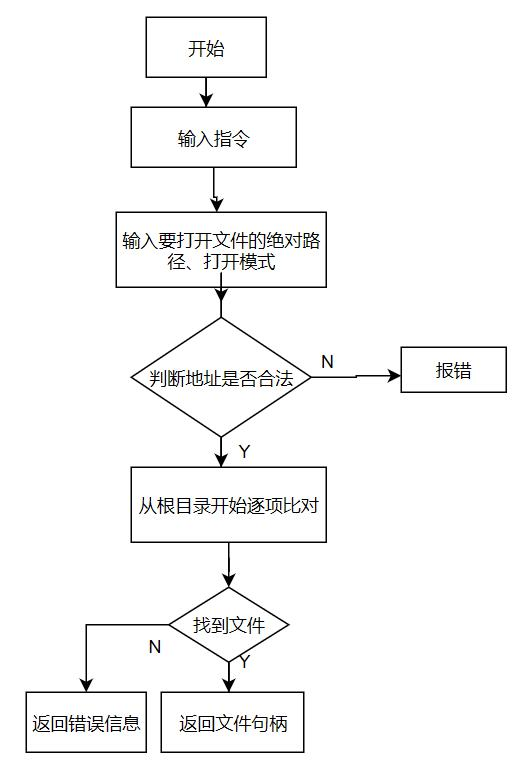 开始
输入指令
输入要打开文件的绝对路
径、打开模式
判断地址是否合法
N
报错
Y
从根目录开始逐项比对
找到文件
N
Y
返回错误信息
返回文件句柄